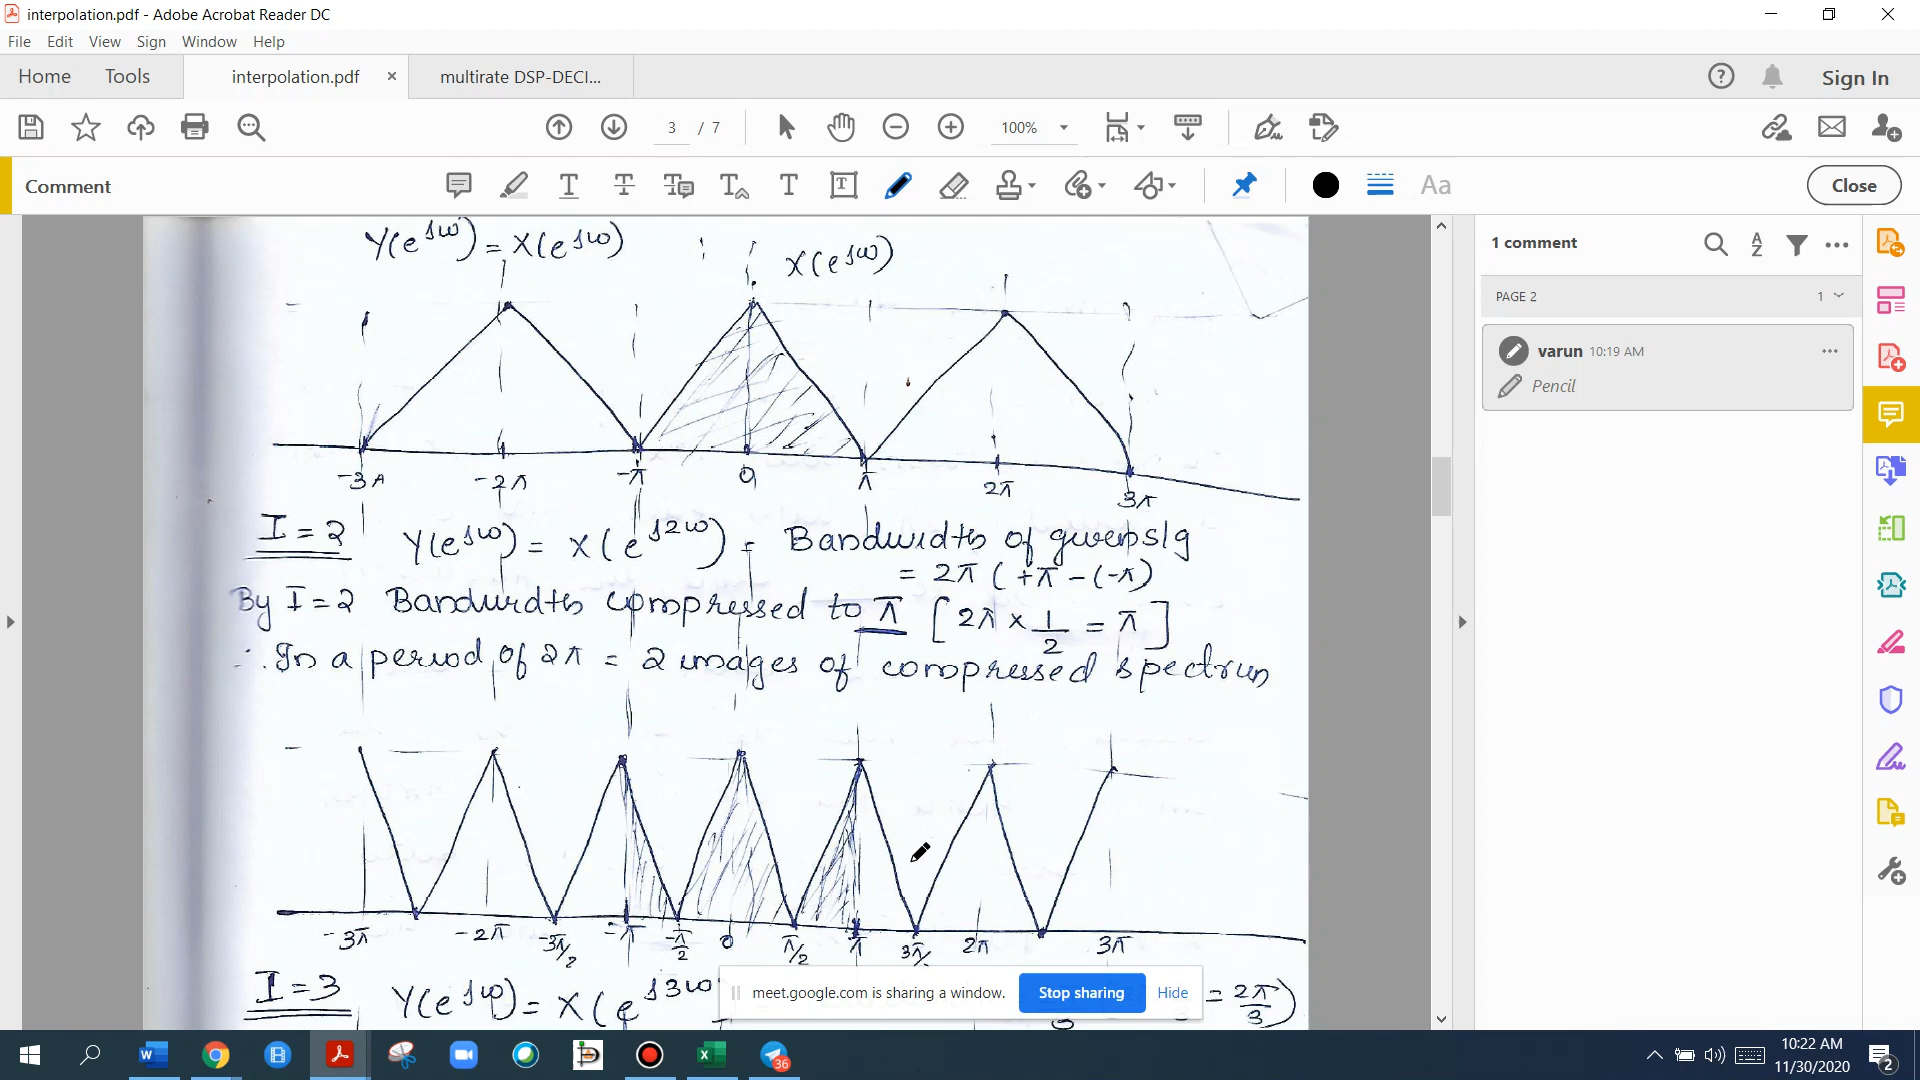 interpolation.pdf - Adobe Acrobat Reader DC
File Edit View Sign Window Help
Home Tools interpolation.pdf × multirate DSP-DECI... Sign In
3 / 7 100%
Comment Close
Y(e^jω) = X(e^jω)
X(e^jω)
-3π -2π -π 0 π 2π 3π
I = 2 Y(e^jω) = X(e^j2ω) = Bandwidth of given sig
= 2π (+π-(-π)
By I=2 Bandwidth compressed to π [2π × 1/2 = π]
∴ In a period of 2π = 2 images of compressed spectrum
-3π -2π -3π/2 -π -π/2 0 π/2 π 3π/2 2π 3π
I = 3 Y(e^jω) = X(e^j3ω = 2π/3)
meet.google.com is sharing a window. Stop sharing Hide
1 comment
PAGE 2 1
varun 10:19 AM
Pencil
36
10:22 AM
11/30/2020
2